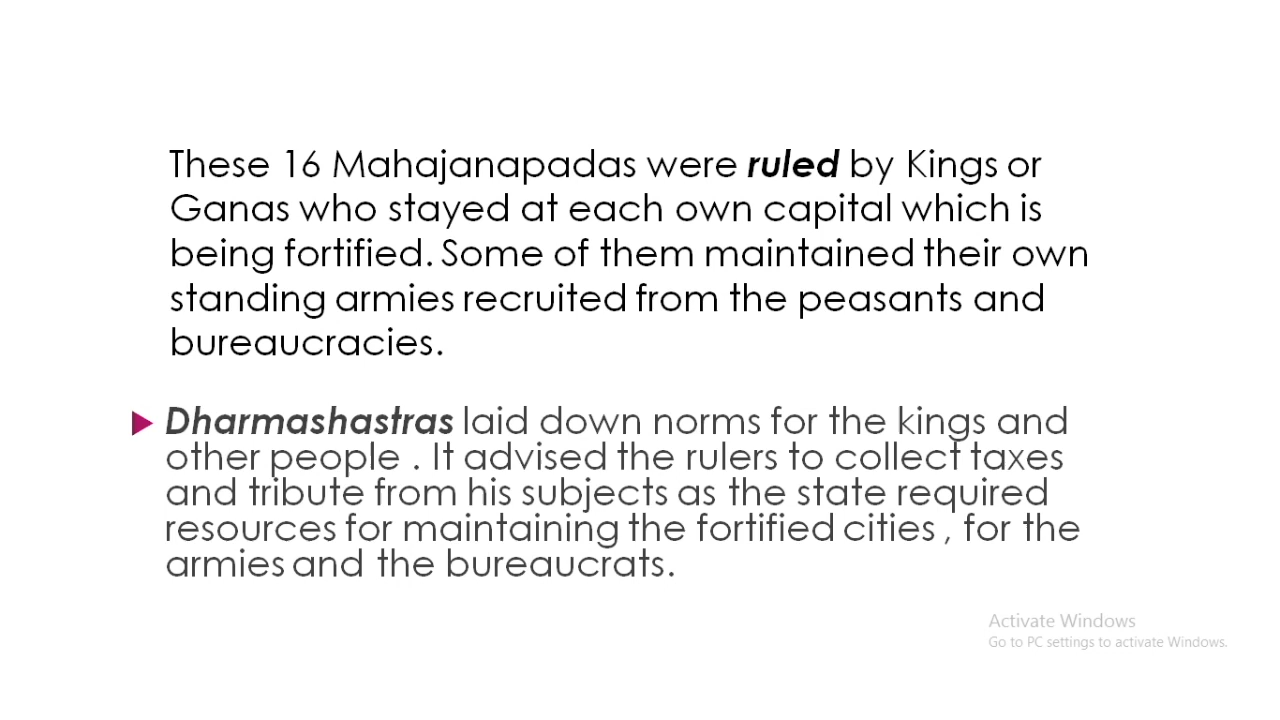 These 16 Mahajanapadas were ruled by Kings or
Ganas who stayed at each own capital which is
being fortified. Some of them maintained their own
standing armies recruited from the peasants and
bureaucracies.
Dharmashastras laid down norms for the kings and
other people . It advised the rulers to collect taxes
and tribute from his subjects as the state required
resources for maintaining the fortified cities , for the
armies and the bureaucrats.
Activate Windows
Go to PC settings to activate Windows.